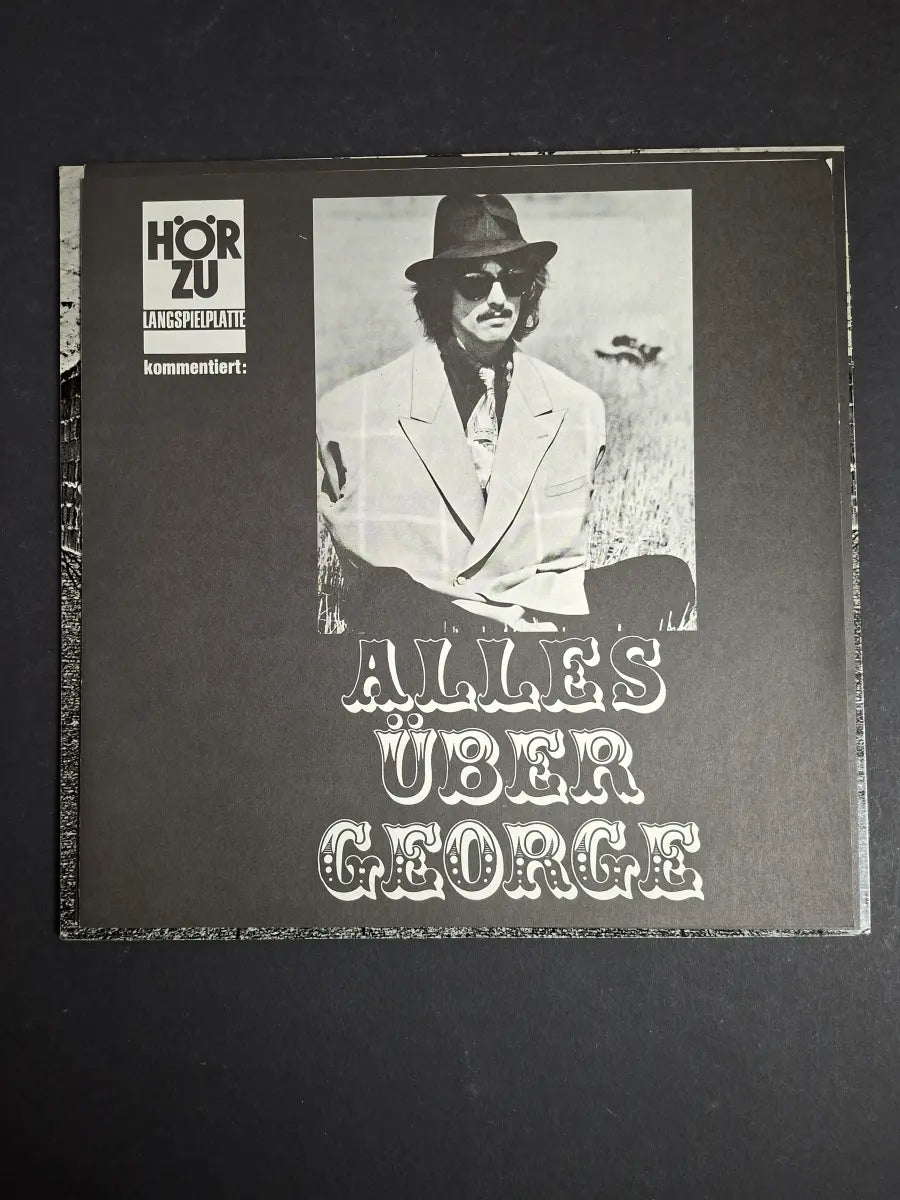 HÖR
ZU
LANGSPIELPLATTE
kommentiert:
ALLES
ÜBER
GEORGE